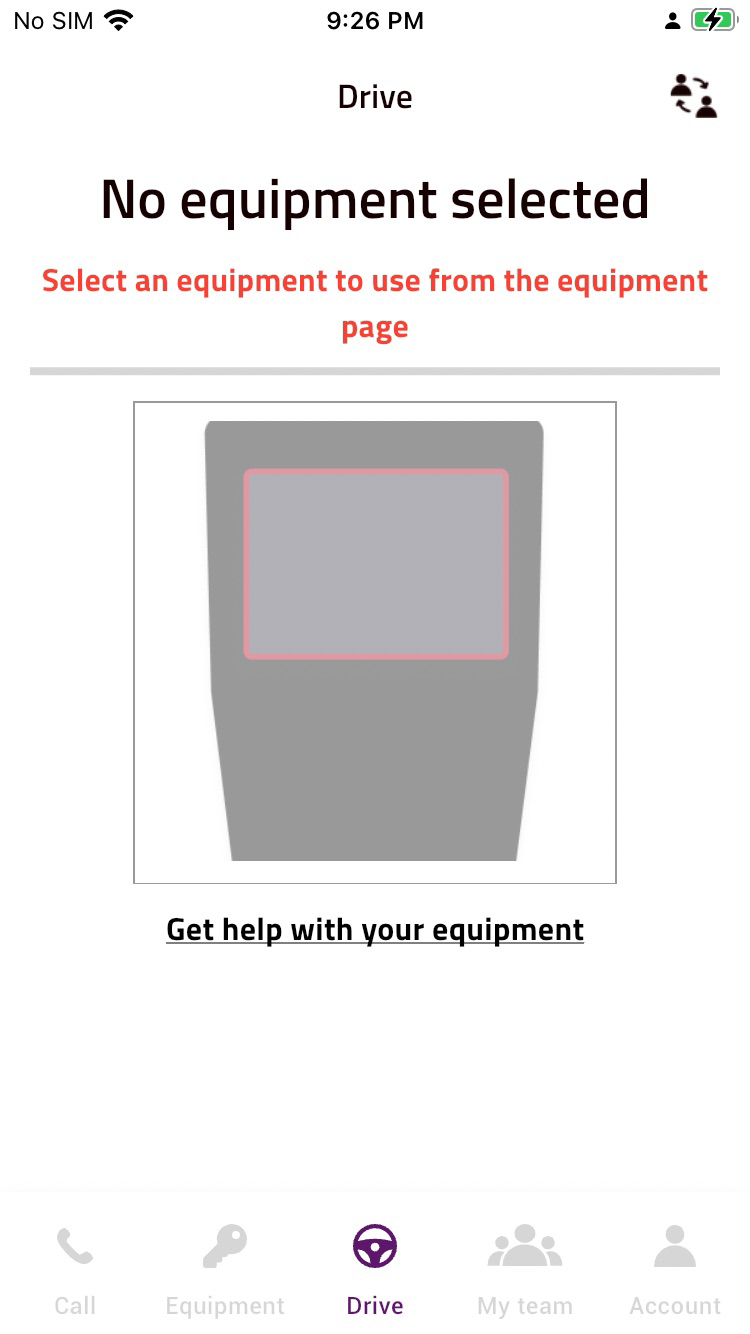 No SIM
9:26 PM
Drive
No equipment selected
Select an equipment to use from the equipment
page
Get help with your equipment
Call
Equipment
Drive
My team
Account